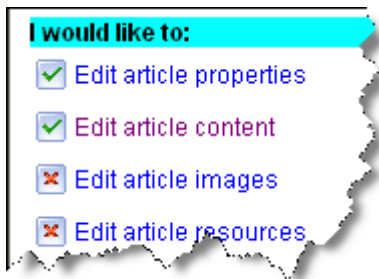 I would like to:
Edit article properties
Edit article content
Edit article images
Edit article resources